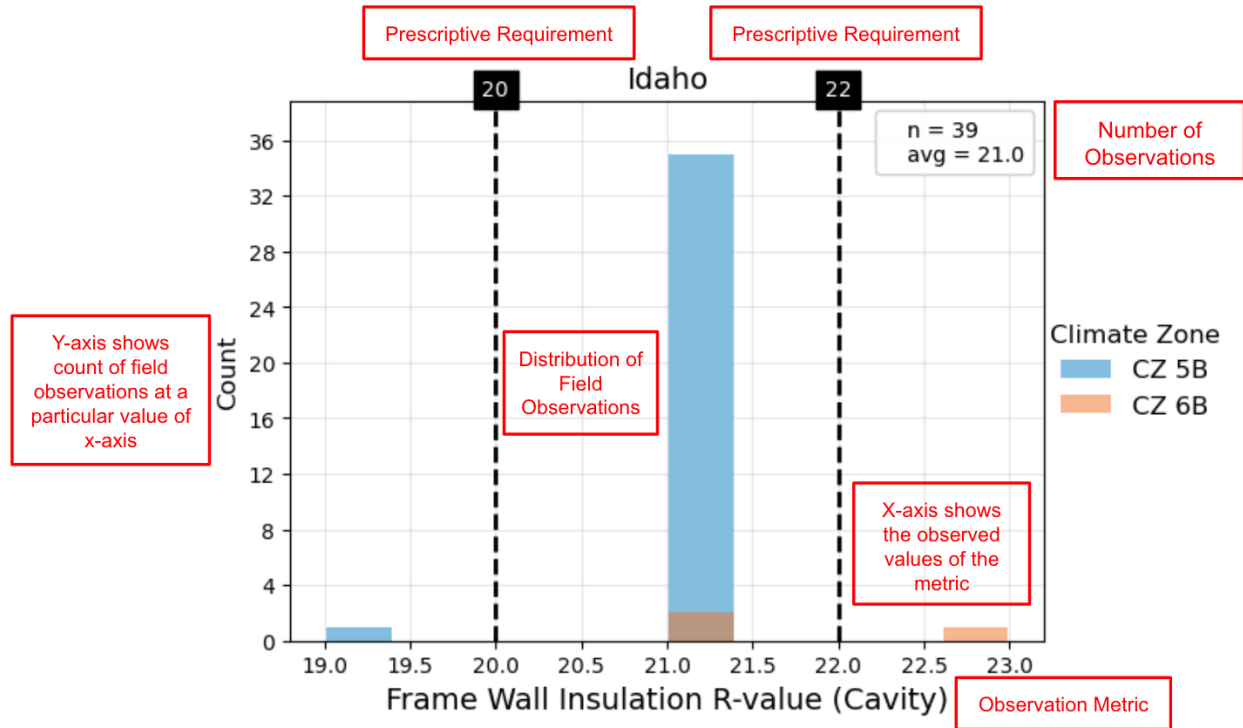 Prescriptive Requirement
Prescriptive Requirement
Idaho
20
22
n = 39
avg = 21.0
Number of
Observations
36
32
28
24
20
16
12
8
4
0
Count
Y-axis shows
count of field
observations at a
particular value of
x-axis
Distribution of
Field
Observations
X-axis shows
the observed
values of the
metric
Climate Zone
CZ 5B
CZ 6B
19.0 19.5 20.0 20.5 21.0 21.5 22.0 22.5 23.0
Frame Wall Insulation R-value (Cavity)
Observation Metric